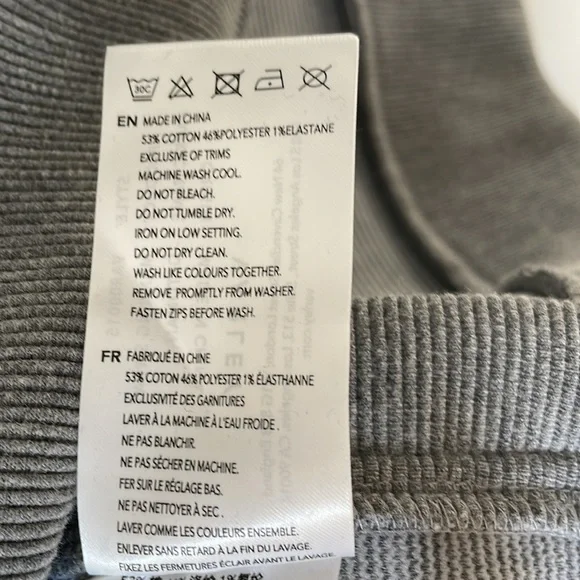 30C
EN MADE IN CHINA
53% COTTON 46%POLYESTER 1%ELASTANE
EXCLUSIVE OF TRIMS
MACHINE WASH COOL.
DO NOT BLEACH.
DO NOT TUMBLE DRY.
IRON ON LOW SETTING.
DO NOT DRY CLEAN.
WASH LIKE COLOURS TOGETHER.
REMOVE PROMPTLY FROM WASHER.
FASTEN ZIPS BEFORE WASH.
FR FABRIQUÉ EN CHINE
53% COTON 46% POLYESTER 1% ÉLASTHANNE
EXCLUSIVITÉ DES GARNITURES
LAVER À LA MACHINE À L'EAU FROIDE .
NE PAS BLANCHIR.
NE PAS SÉCHER EN MACHINE.
FER SUR LE RÉGLAGE BAS.
NE PAS NETTOYER À SEC .
LAVER COMME LES COULEURS ENSEMBLE.
ENLEVER SANS RETARD À LA FIN DU LAVAGE.
FIXEZ LES FERMETURES ÉCLAIR AVANT LE LAVAGE.